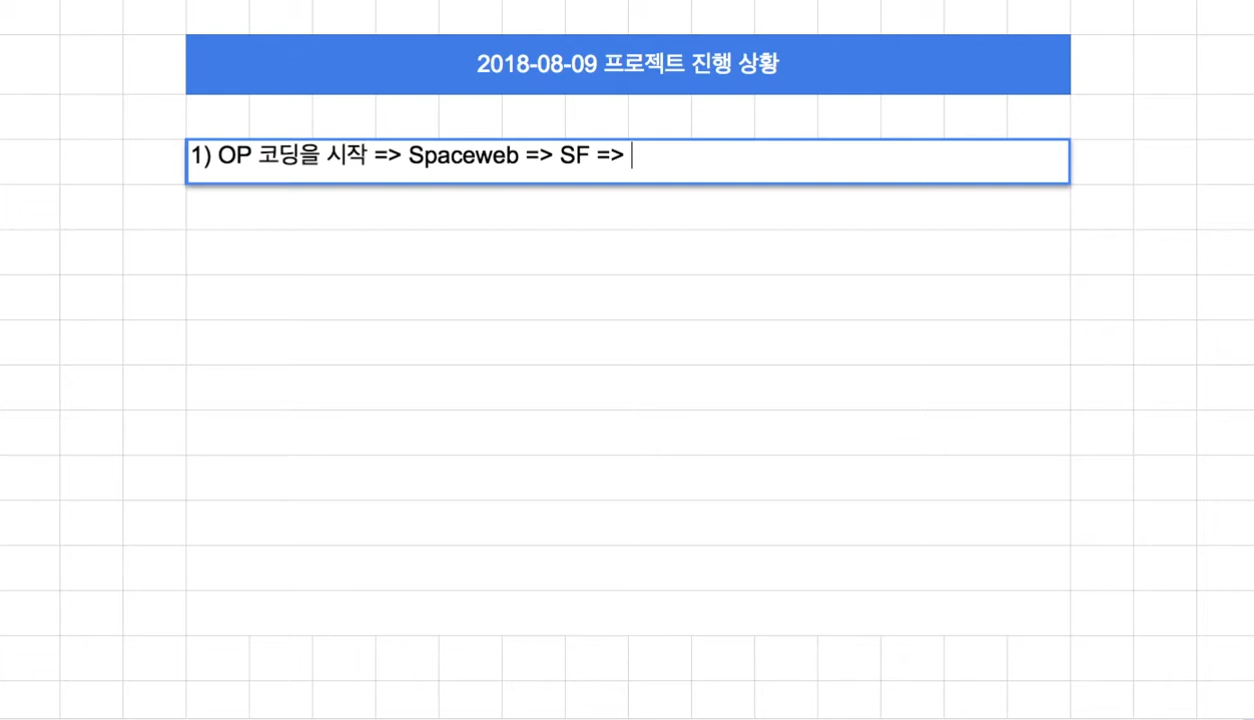 2018-08-09 프로젝트 진행 상황
1) OP 코딩을 시작 => Spaceweb => SF =>